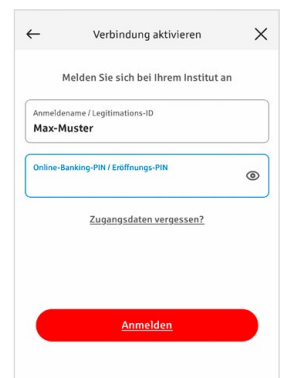 Verbindung aktivieren
Melden Sie sich bei Ihrem Institut an
Anmeldename / Legitimations-ID
Max-Muster
Online-Banking-PIN / Eröffnungs-PIN
Zugangsdaten vergessen?
Anmelden